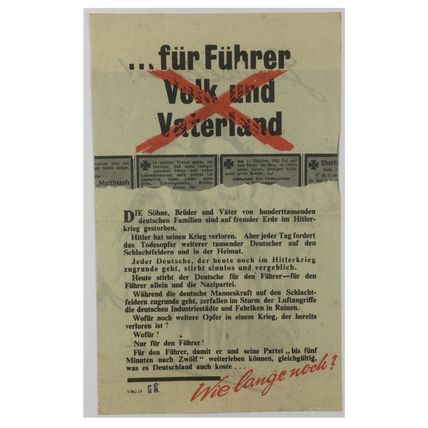 ...für Führer
Volk und
Vaterland
Matthias
DIE Söhne, Brüder und Väter von hunderttausenden
deutschen Familien sind auf fremder Erde im Hitler-
krieg gestorben.
Hitler hat seinen Krieg verloren. Aber jeder Tag fordert
das Todesopfer weiterer tausender Deutscher auf den
Schlachtfeldern und in der Heimat.
Jeder Deutsche, der heute noch im Hitlerkrieg
zugrunde geht, stirbt sinnlos und vergeblich.
Heute stirbt der Deutsche für den Führer—für den
Führer allein und die Nazipartei.
Während die deutsche Manneskraft auf den Schlacht-
feldern zugrunde geht, zerfallen im Sturm der Luftangriffe
die deutschen Industriestädte und Fabriken in Ruinen.
Wofür noch weitere Opfer in einem Krieg, der bereits
verloren ist?
Wofür?
Nur für den Führer!
Für den Führer, damit er und seine Partei „bis fünf
Minuten nach Zwölf" weiterleben können, gleichgültig,
was es Deutschland auch koste...
Wie lange noch?